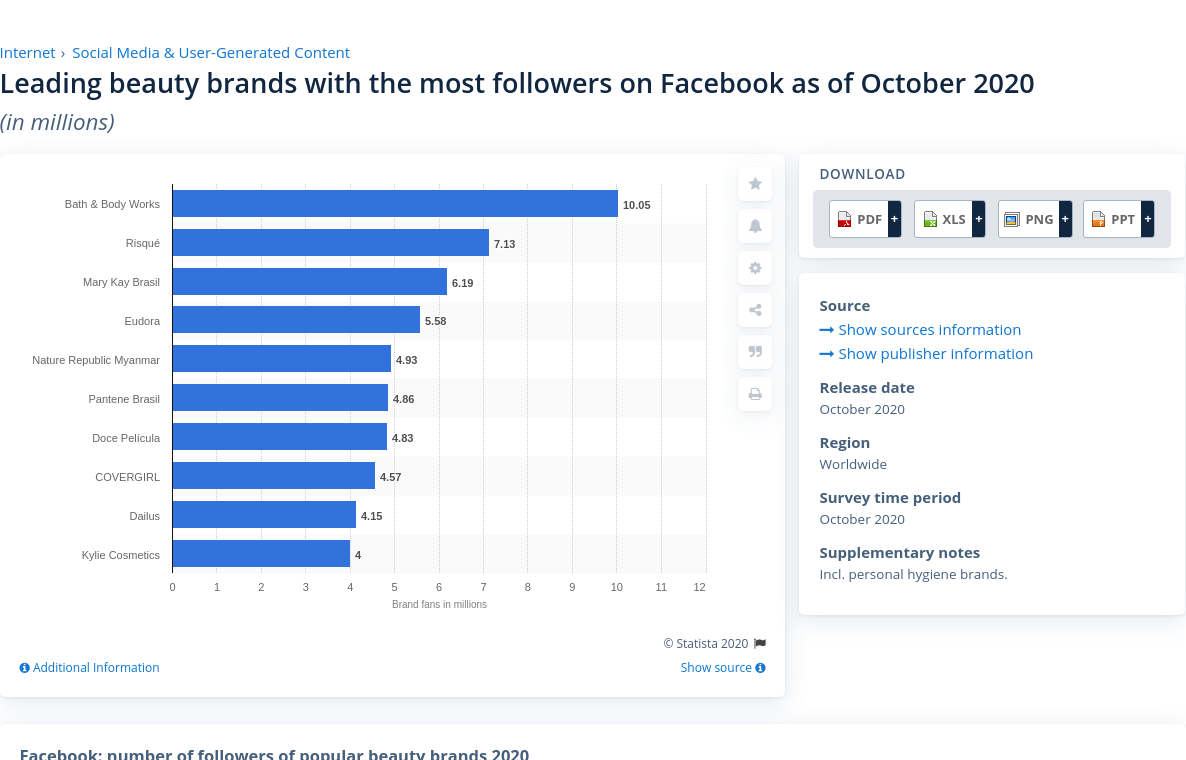 Internet › Social Media & User-Generated Content
Leading beauty brands with the most followers on Facebook as of October 2020
(in millions)
Bath & Body Works 10.05
Risqué 7.13
Mary Kay Brasil 6.19
Eudora 5.58
Nature Republic Myanmar 4.93
Pantene Brasil 4.86
Doce Película 4.83
COVERGIRL 4.57
Dailus 4.15
Kylie Cosmetics 4
0 1 2 3 4 5 6 7 8 9 10 11 12
Brand fans in millions
© Statista 2020
Additional Information
Show source
DOWNLOAD
PDF + XLS + PNG + PPT +
Source
Show sources information
Show publisher information
Release date
October 2020
Region
Worldwide
Survey time period
October 2020
Supplementary notes
Incl. personal hygiene brands.
Facebook: number of followers of popular beauty brands 2020